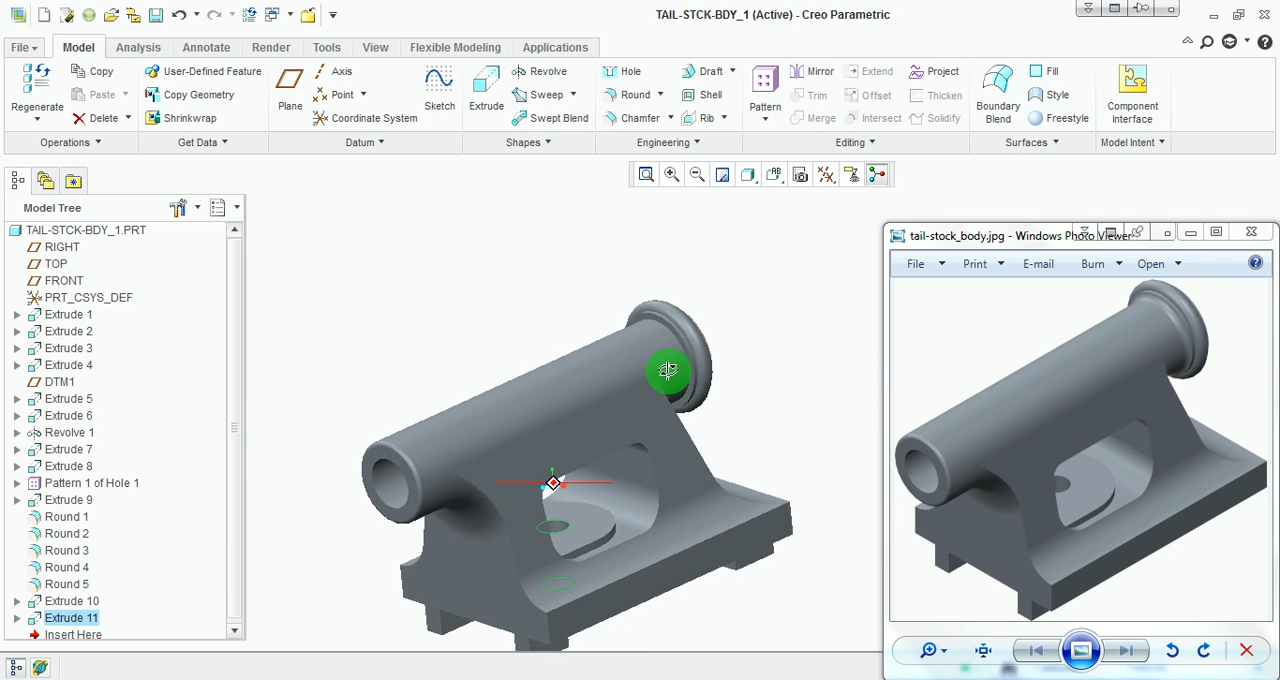 TAIL-STCK-BDY_1 (Active) - Creo Parametric
File Model Analysis Annotate Render Tools View Flexible Modeling Applications
Regenerate Copy Paste Delete
User-Defined Feature Copy Geometry Shrinkwrap
Plane Axis Point Coordinate System Sketch
Extrude Revolve Sweep Swept Blend
Hole Round Chamfer Draft Shell Rib
Pattern Mirror Trim Merge Extend Offset Intersect Project Thicken Solidify
Boundary Blend Fill Style Freestyle
Component Interface
Operations Get Data Datum Shapes Engineering Editing Surfaces Model Intent
Model Tree
TAIL-STCK-BDY_1.PRT
RIGHT
TOP
FRONT
PRT_CSYS_DEF
Extrude 1
Extrude 2
Extrude 3
Extrude 4
DTM1
Extrude 5
Extrude 6
Revolve 1
Extrude 7
Extrude 8
Pattern 1 of Hole 1
Extrude 9
Round 1
Round 2
Round 3
Round 4
Round 5
Extrude 10
Extrude 11
Insert Here
tail-stock_body.jpg - Windows Photo Viewer
File Print E-mail Burn Open